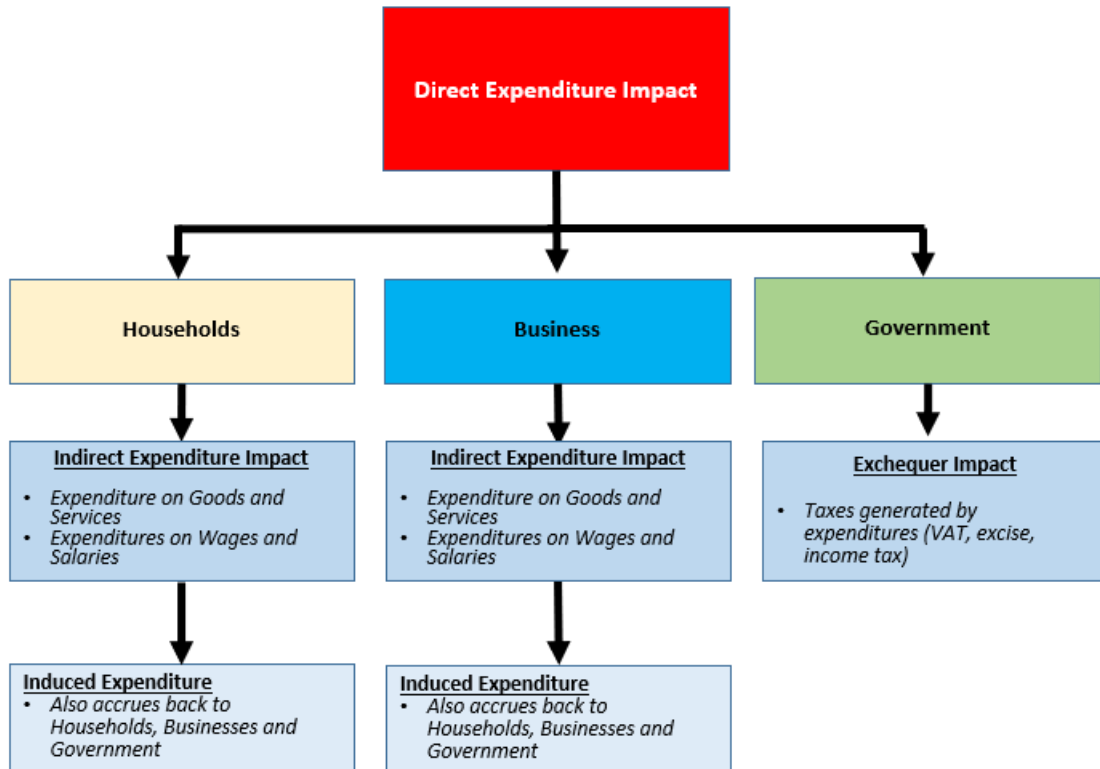 Direct Expenditure Impact
Households
Business
Government
Indirect Expenditure Impact
• Expenditure on Goods and
Services
• Expenditures on Wages and
Salaries
Indirect Expenditure Impact
• Expenditure on Goods and
Services
• Expenditures on Wages and
Salaries
Exchequer Impact
• Taxes generated by
expenditures (VAT, excise,
income tax)
Induced Expenditure
• Also accrues back to
Households, Businesses and
Government
Induced Expenditure
• Also accrues back to
Households, Businesses and
Government